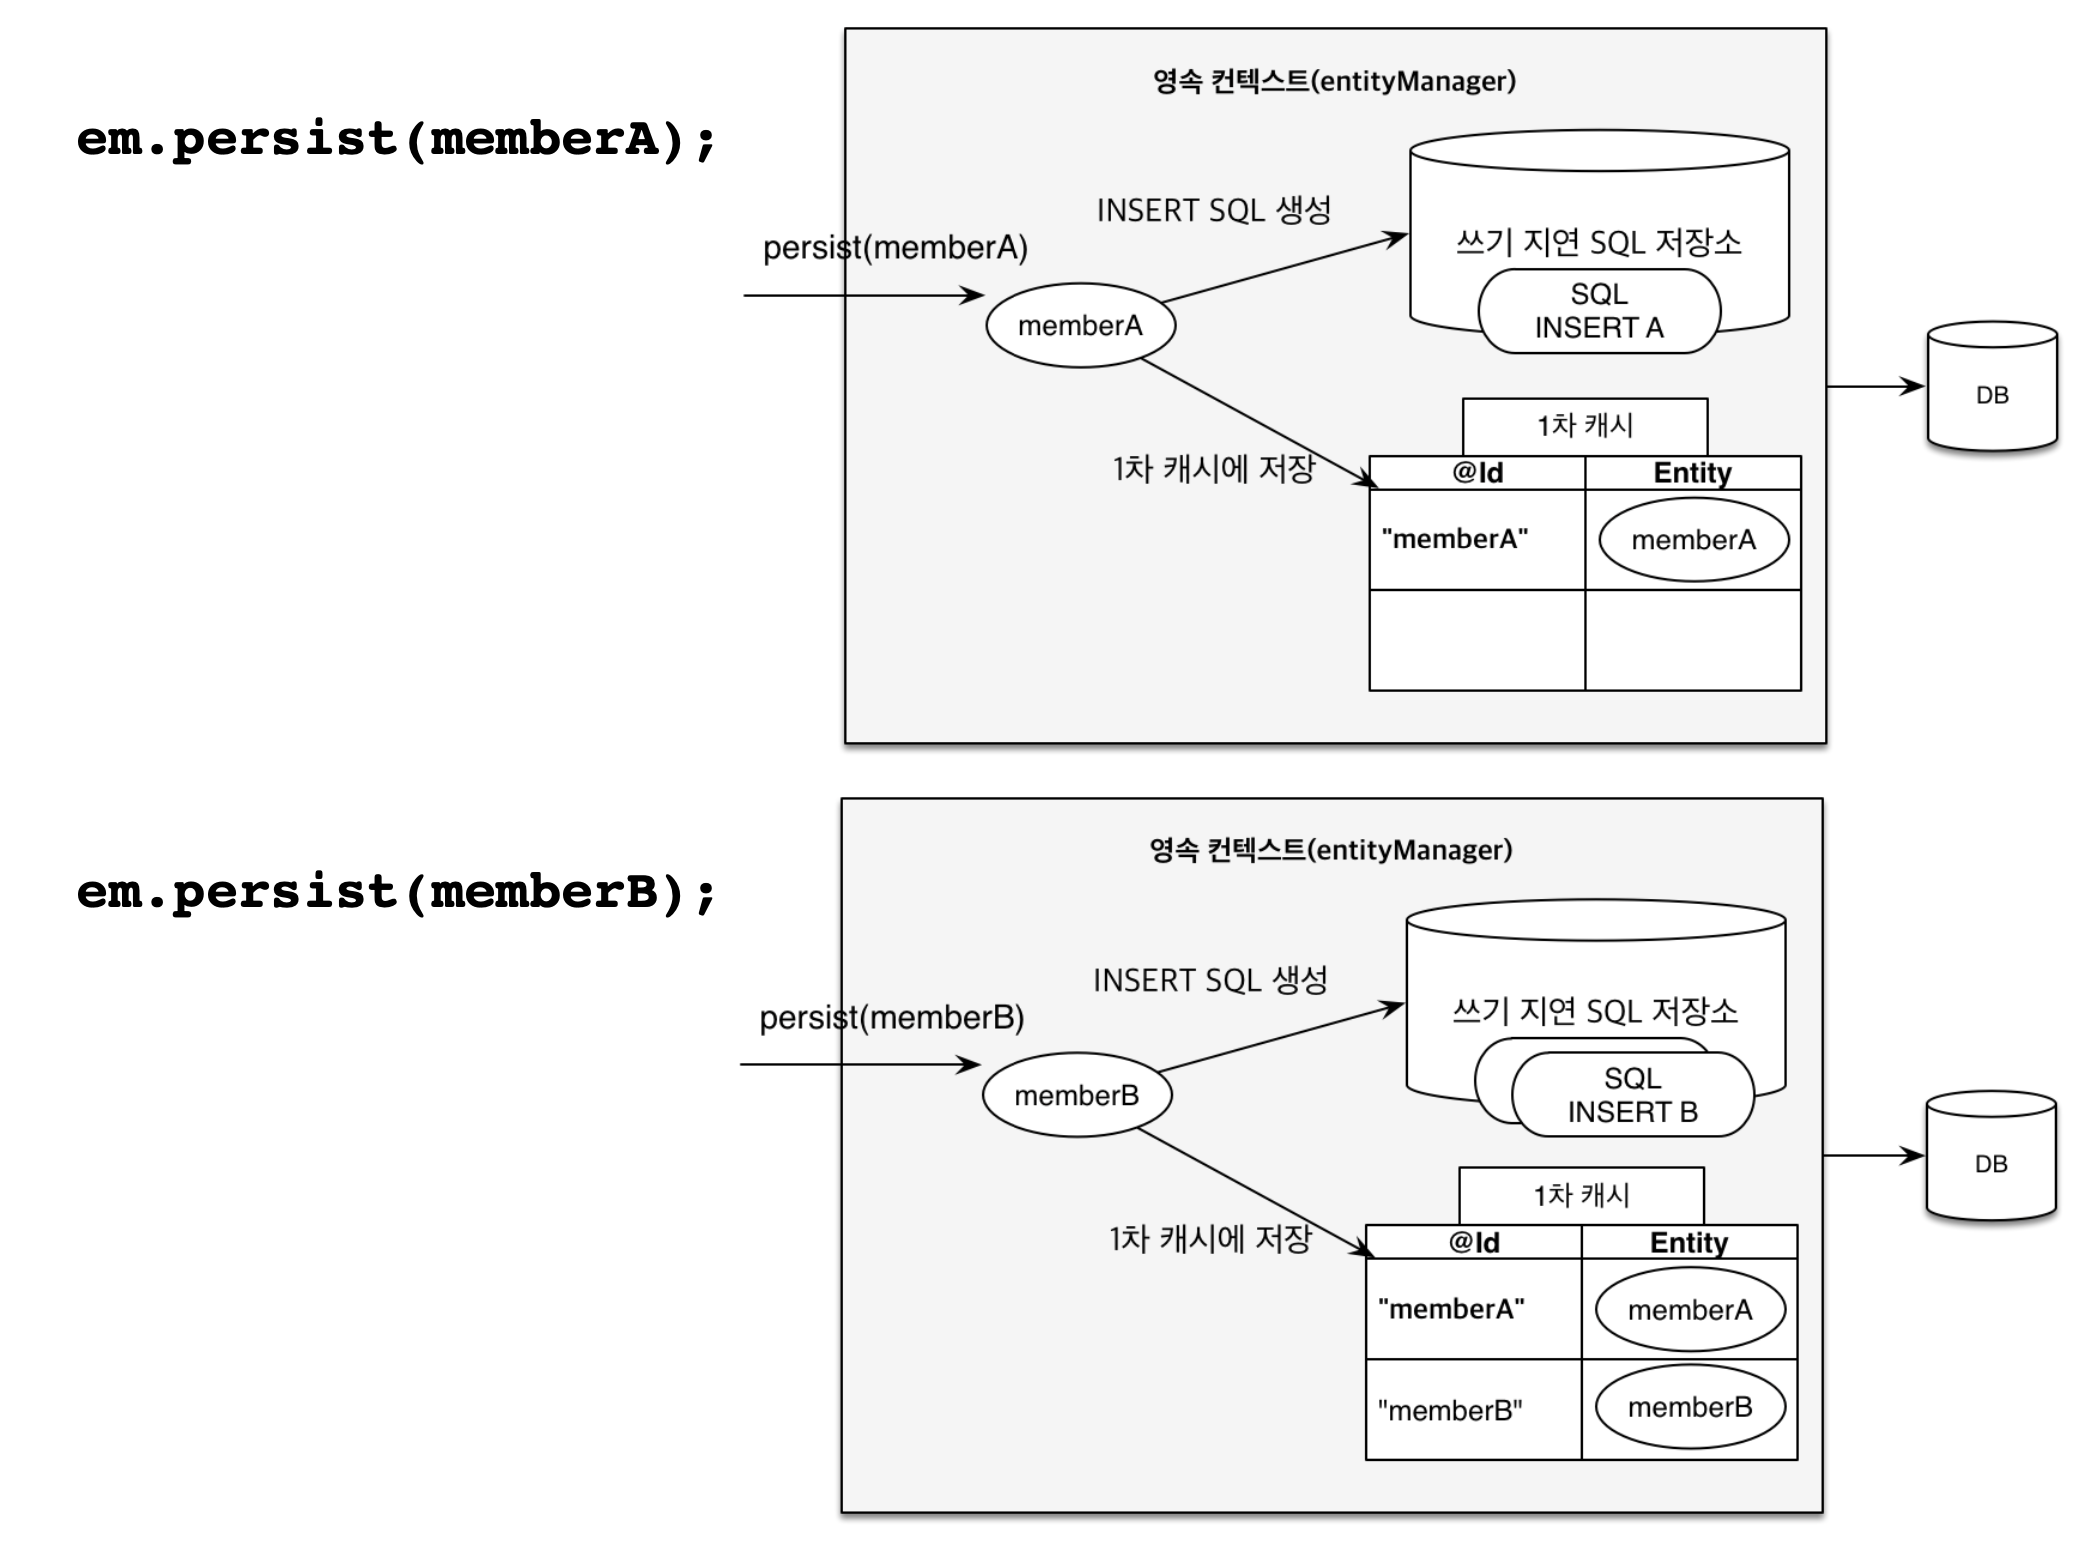 em.persist(memberA);
영속 컨텍스트(entityManager)
INSERT SQL 생성
persist(memberA)
memberA
쓰기 지연 SQL 저장소
SQL
INSERT A
DB
1차 캐시
1차 캐시에 저장
@Id Entity
"memberA" memberA
em.persist(memberB);
영속 컨텍스트(entityManager)
INSERT SQL 생성
persist(memberB)
memberB
쓰기 지연 SQL 저장소
SQL
INSERT B
DB
1차 캐시
1차 캐시에 저장
@Id Entity
"memberA" memberA
"memberB" memberB